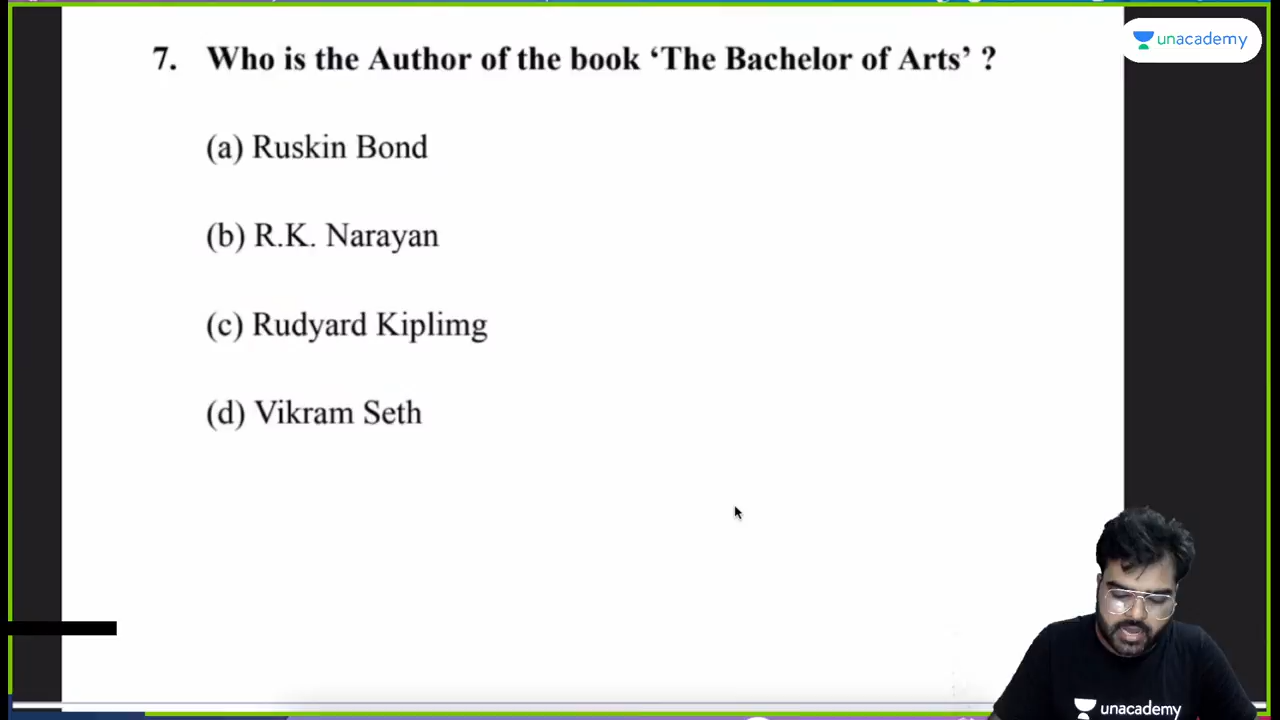 unacademy
7. Who is the Author of the book ‘The Bachelor of Arts’ ?
(a) Ruskin Bond
(b) R.K. Narayan
(c) Rudyard Kiplimg
(d) Vikram Seth
unacademy